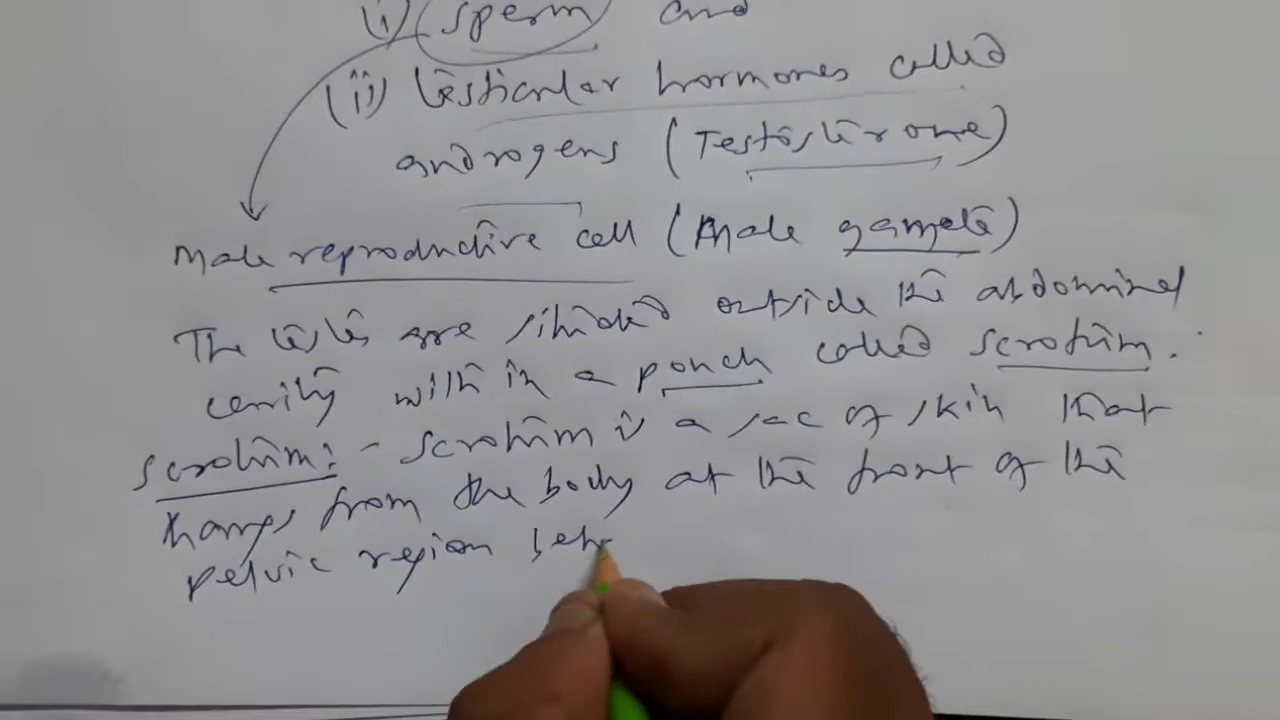 (i) (sperm) and
(ii) testicular hormones called
androgens (Testosterone)
Male reproductive cell (Male gamete)
The testes are situated outside the abdominal
cavity with in a pouch called scrotum.
Scrotum: - scrotum is a sac of skin that
hangs from the body at the front of the
pelvic region bet